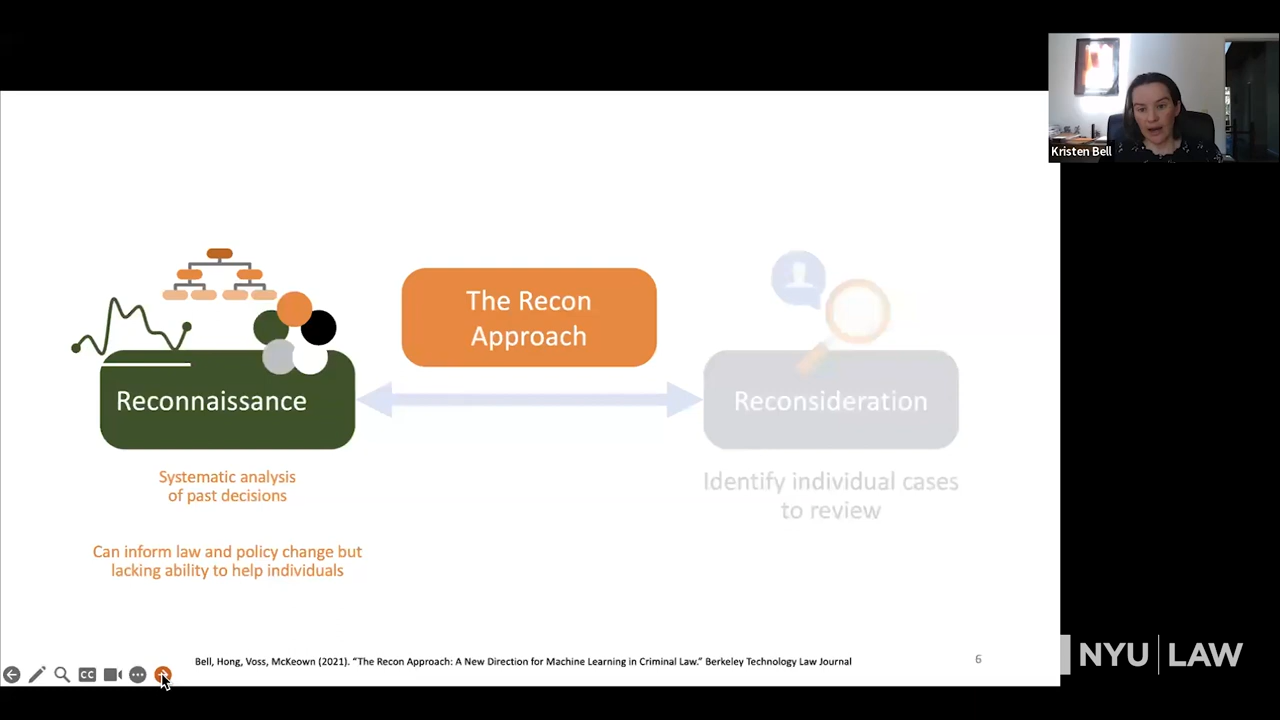 Kristen Bell
The Recon
Approach
Reconnaissance
Reconsideration
Systematic analysis
of past decisions
Identify individual cases
to review
Can inform law and policy change but
lacking ability to help individuals
CC
Bell, Hong, Voss, McKeown (2021). “The Recon Approach: A New Direction for Machine Learning in Criminal Law.” Berkeley Technology Law Journal
6
NYU | LAW